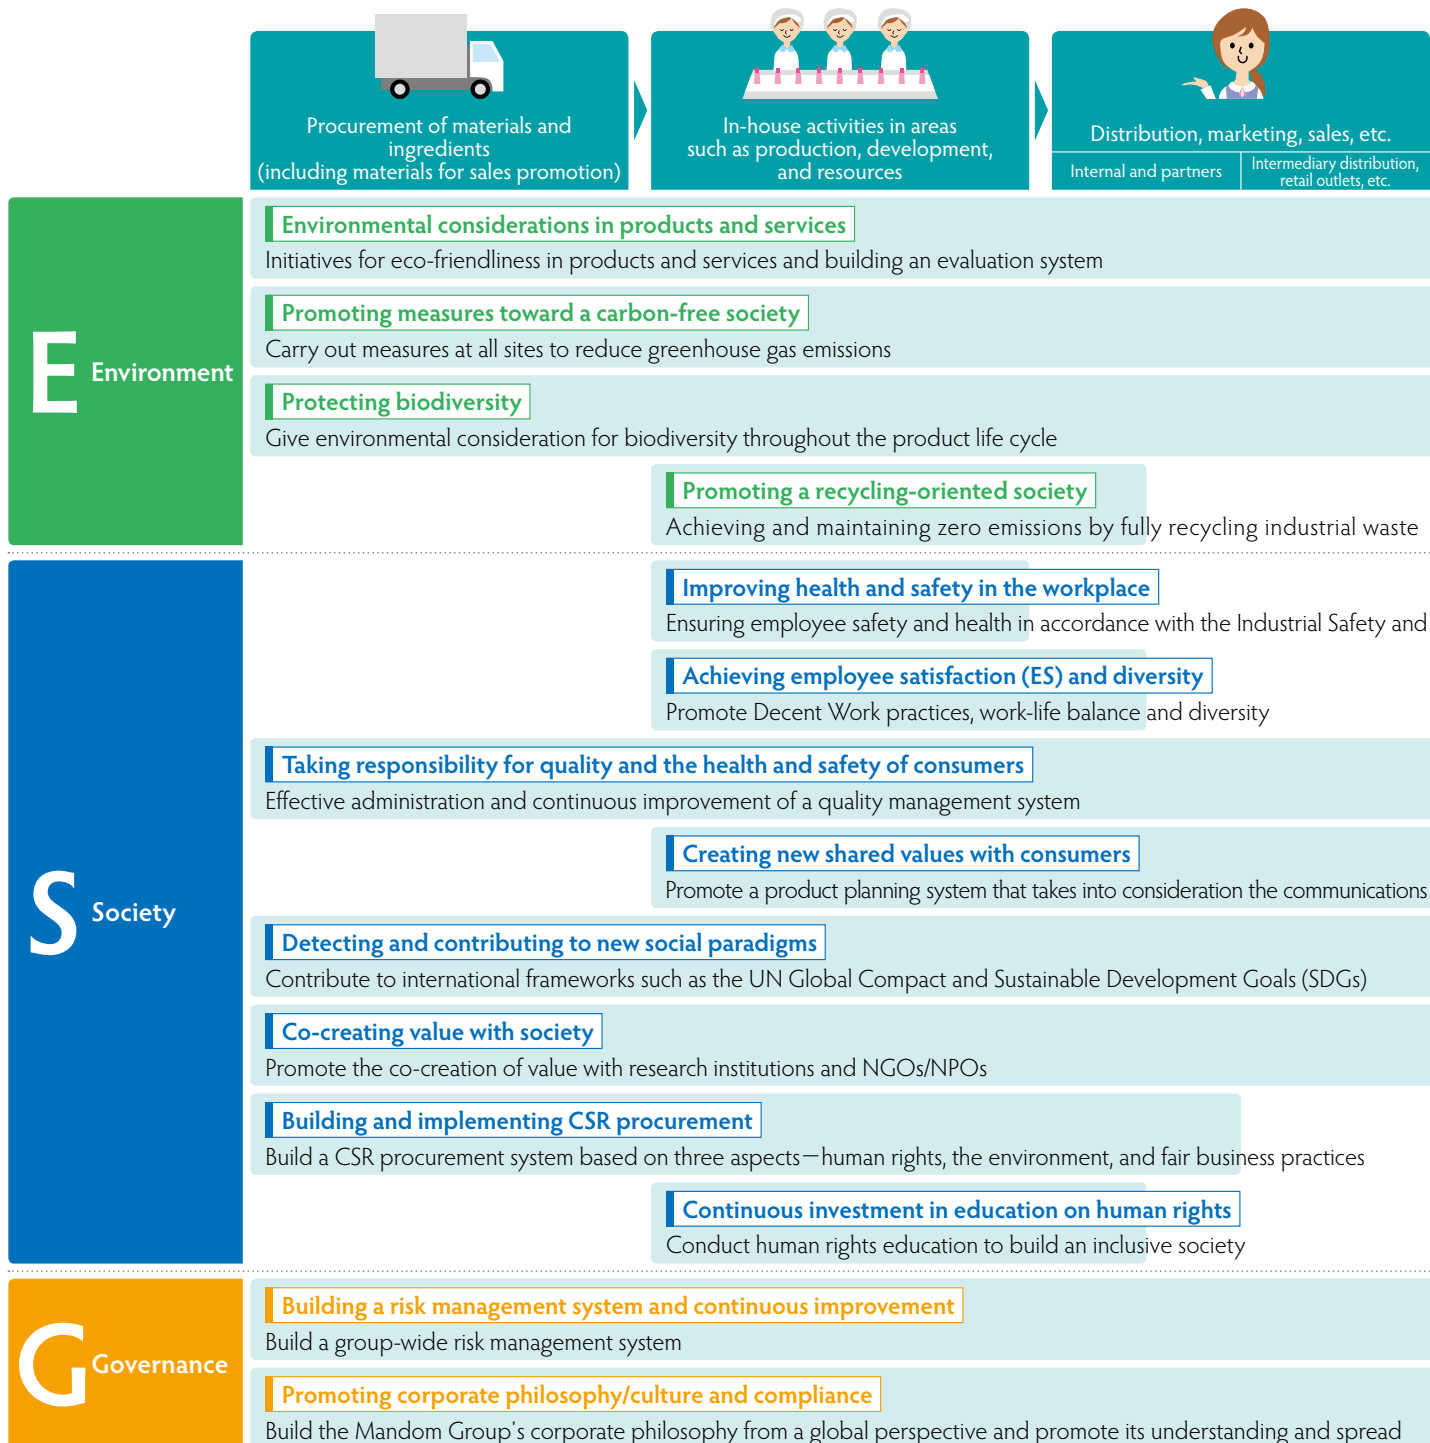 Procurement of materials and
ingredients
(including materials for sales promotion)
In-house activities in areas
such as production, development,
and resources
Distribution, marketing, sales, etc.
Internal and partners
Intermediary distribution,
retail outlets, etc.
E Environment
Environmental considerations in products and services
Initiatives for eco-friendliness in products and services and building an evaluation system
Promoting measures toward a carbon-free society
Carry out measures at all sites to reduce greenhouse gas emissions
Protecting biodiversity
Give environmental consideration for biodiversity throughout the product life cycle
Promoting a recycling-oriented society
Achieving and maintaining zero emissions by fully recycling industrial waste
S Society
Improving health and safety in the workplace
Ensuring employee safety and health in accordance with the Industrial Safety and
Achieving employee satisfaction (ES) and diversity
Promote Decent Work practices, work-life balance and diversity
Taking responsibility for quality and the health and safety of consumers
Effective administration and continuous improvement of a quality management system
Creating new shared values with consumers
Promote a product planning system that takes into consideration the communications
Detecting and contributing to new social paradigms
Contribute to international frameworks such as the UN Global Compact and Sustainable Development Goals (SDGs)
Co-creating value with society
Promote the co-creation of value with research institutions and NGOs/NPOs
Building and implementing CSR procurement
Build a CSR procurement system based on three aspects—human rights, the environment, and fair business practices
Continuous investment in education on human rights
Conduct human rights education to build an inclusive society
G Governance
Building a risk management system and continuous improvement
Build a group-wide risk management system
Promoting corporate philosophy/culture and compliance
Build the Mandom Group's corporate philosophy from a global perspective and promote its understanding and spread